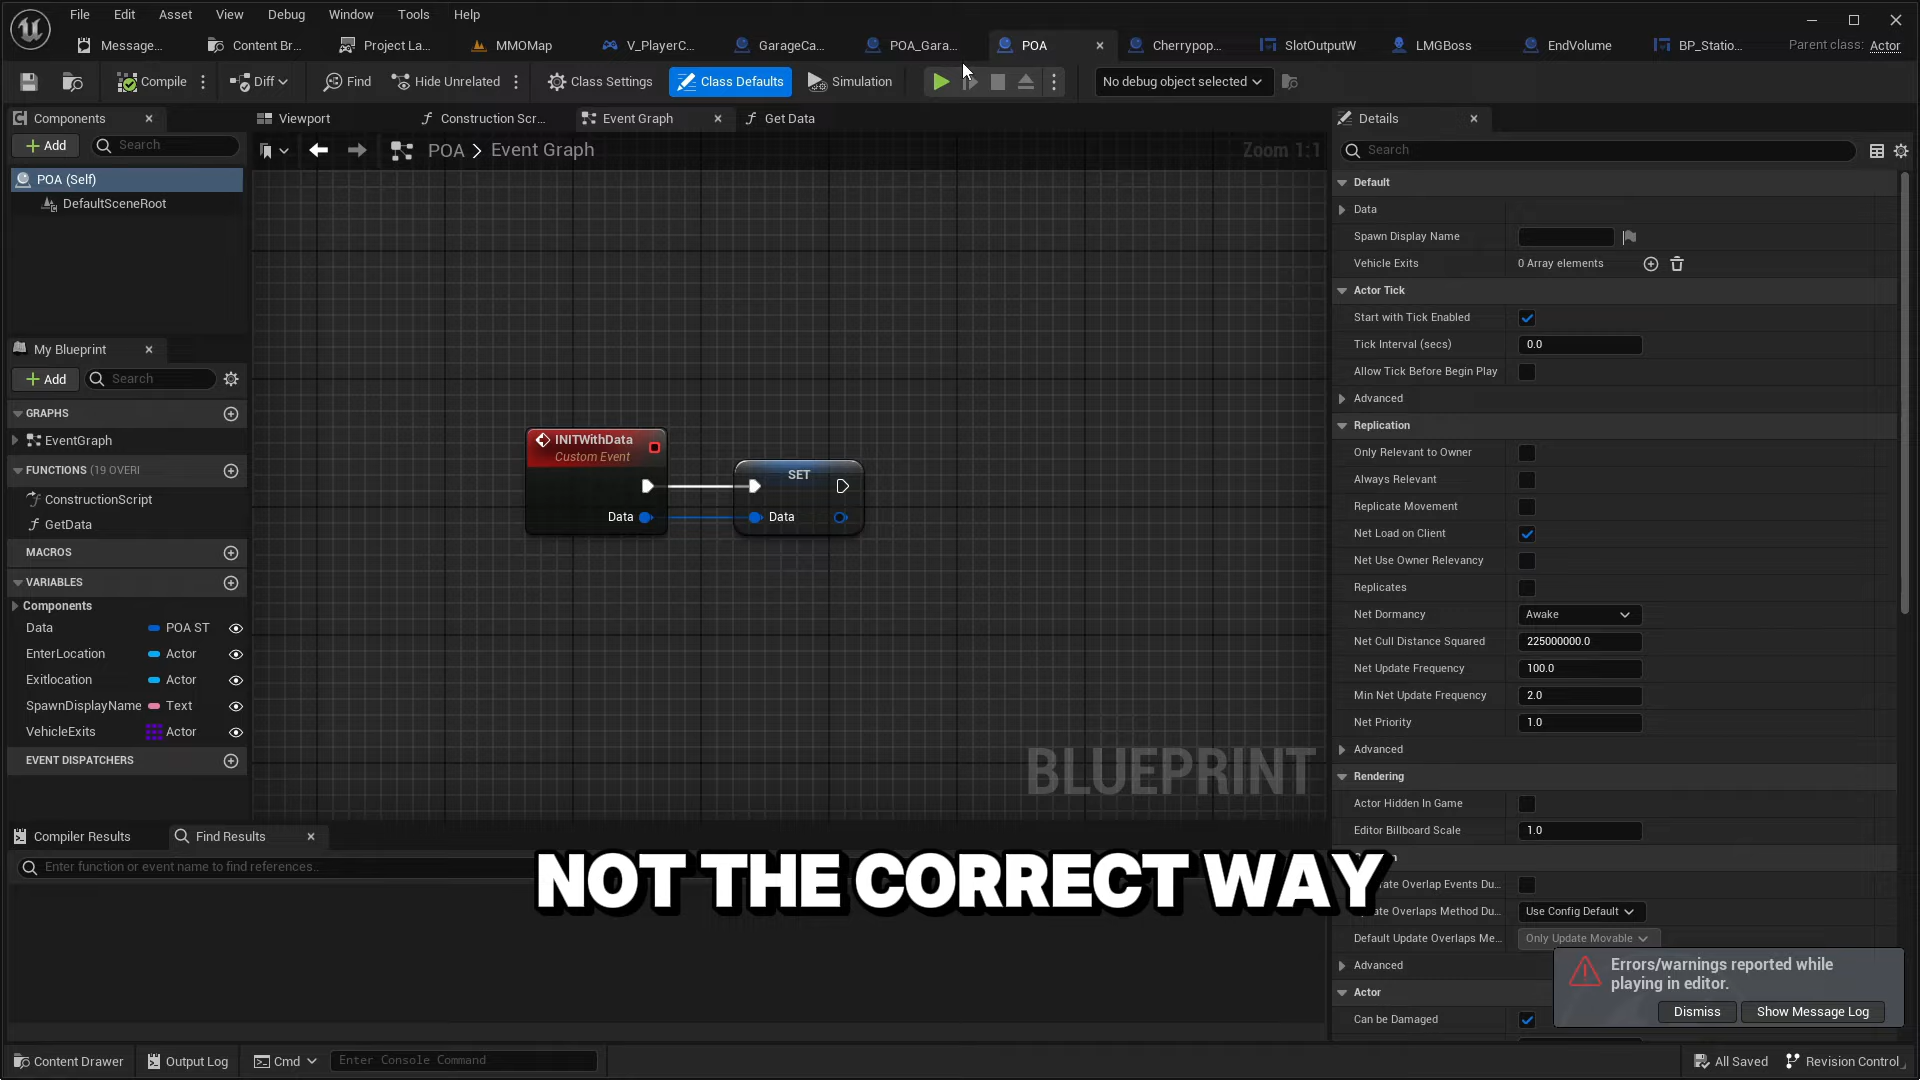 File Edit Asset View Debug Window Tools Help
Message... Content Br... Project La... MMOMap V_PlayerC... GarageCa... POA_Gara... POA Cherrypop... SlotOutputW LMGBoss EndVolume BP_Statio... Parent class: Actor
Compile Diff Find Hide Unrelated Class Settings Class Defaults Simulation No debug object selected
Components
Add Search
POA (Self)
DefaultSceneRoot
My Blueprint
Add Search
GRAPHS
EventGraph
FUNCTIONS (19 OVERI
ConstructionScript
GetData
MACROS
VARIABLES
Components
Data POA ST
EnterLocation Actor
Exitlocation Actor
SpawnDisplayName Text
VehicleExits Actor
EVENT DISPATCHERS
Viewport Construction Scr... Event Graph Get Data
POA > Event Graph Zoom 1:1
INITWithData
Custom Event
Data
SET
Data
BLUEPRINT
Compiler Results Find Results
Enter function or event name to find references...
NOT THE CORRECT WAY
Details
Search
Default
Data
Spawn Display Name
Vehicle Exits 0 Array elements
Actor Tick
Start with Tick Enabled
Tick Interval (secs) 0.0
Allow Tick Before Begin Play
Advanced
Replication
Only Relevant to Owner
Always Relevant
Replicate Movement
Net Load on Client
Net Use Owner Relevancy
Replicates
Net Dormancy Awake
Net Cull Distance Squared 225000000.0
Net Update Frequency 100.0
Min Net Update Frequency 2.0
Net Priority 1.0
Advanced
Rendering
Actor Hidden In Game
Editor Billboard Scale 1.0
Overlap Events Du...
Overlaps Method Du... Use Config Default
Default Update Overlaps Me... Only Update Movable
Advanced
Actor
Can be Damaged
Errors/warnings reported while
playing in editor.
Dismiss Show Message Log
Content Drawer Output Log Cmd Enter Console Command All Saved Revision Control